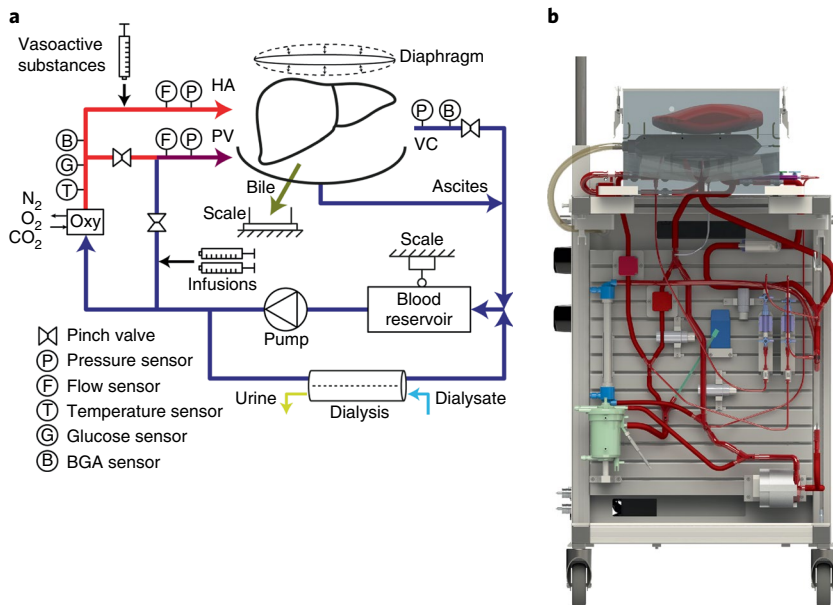 a
b
Vasoactive
substances
F
P
HA
Diaphragm
B
G
T
F
P
PV
P
B
VC
N2
O2
CO2
Oxy
Bile
Scale
Ascites
Infusions
Scale
Pump
Blood
reservoir
Urine
Dialysis
Dialysate
Pinch valve
P Pressure sensor
F Flow sensor
T Temperature sensor
G Glucose sensor
B BGA sensor